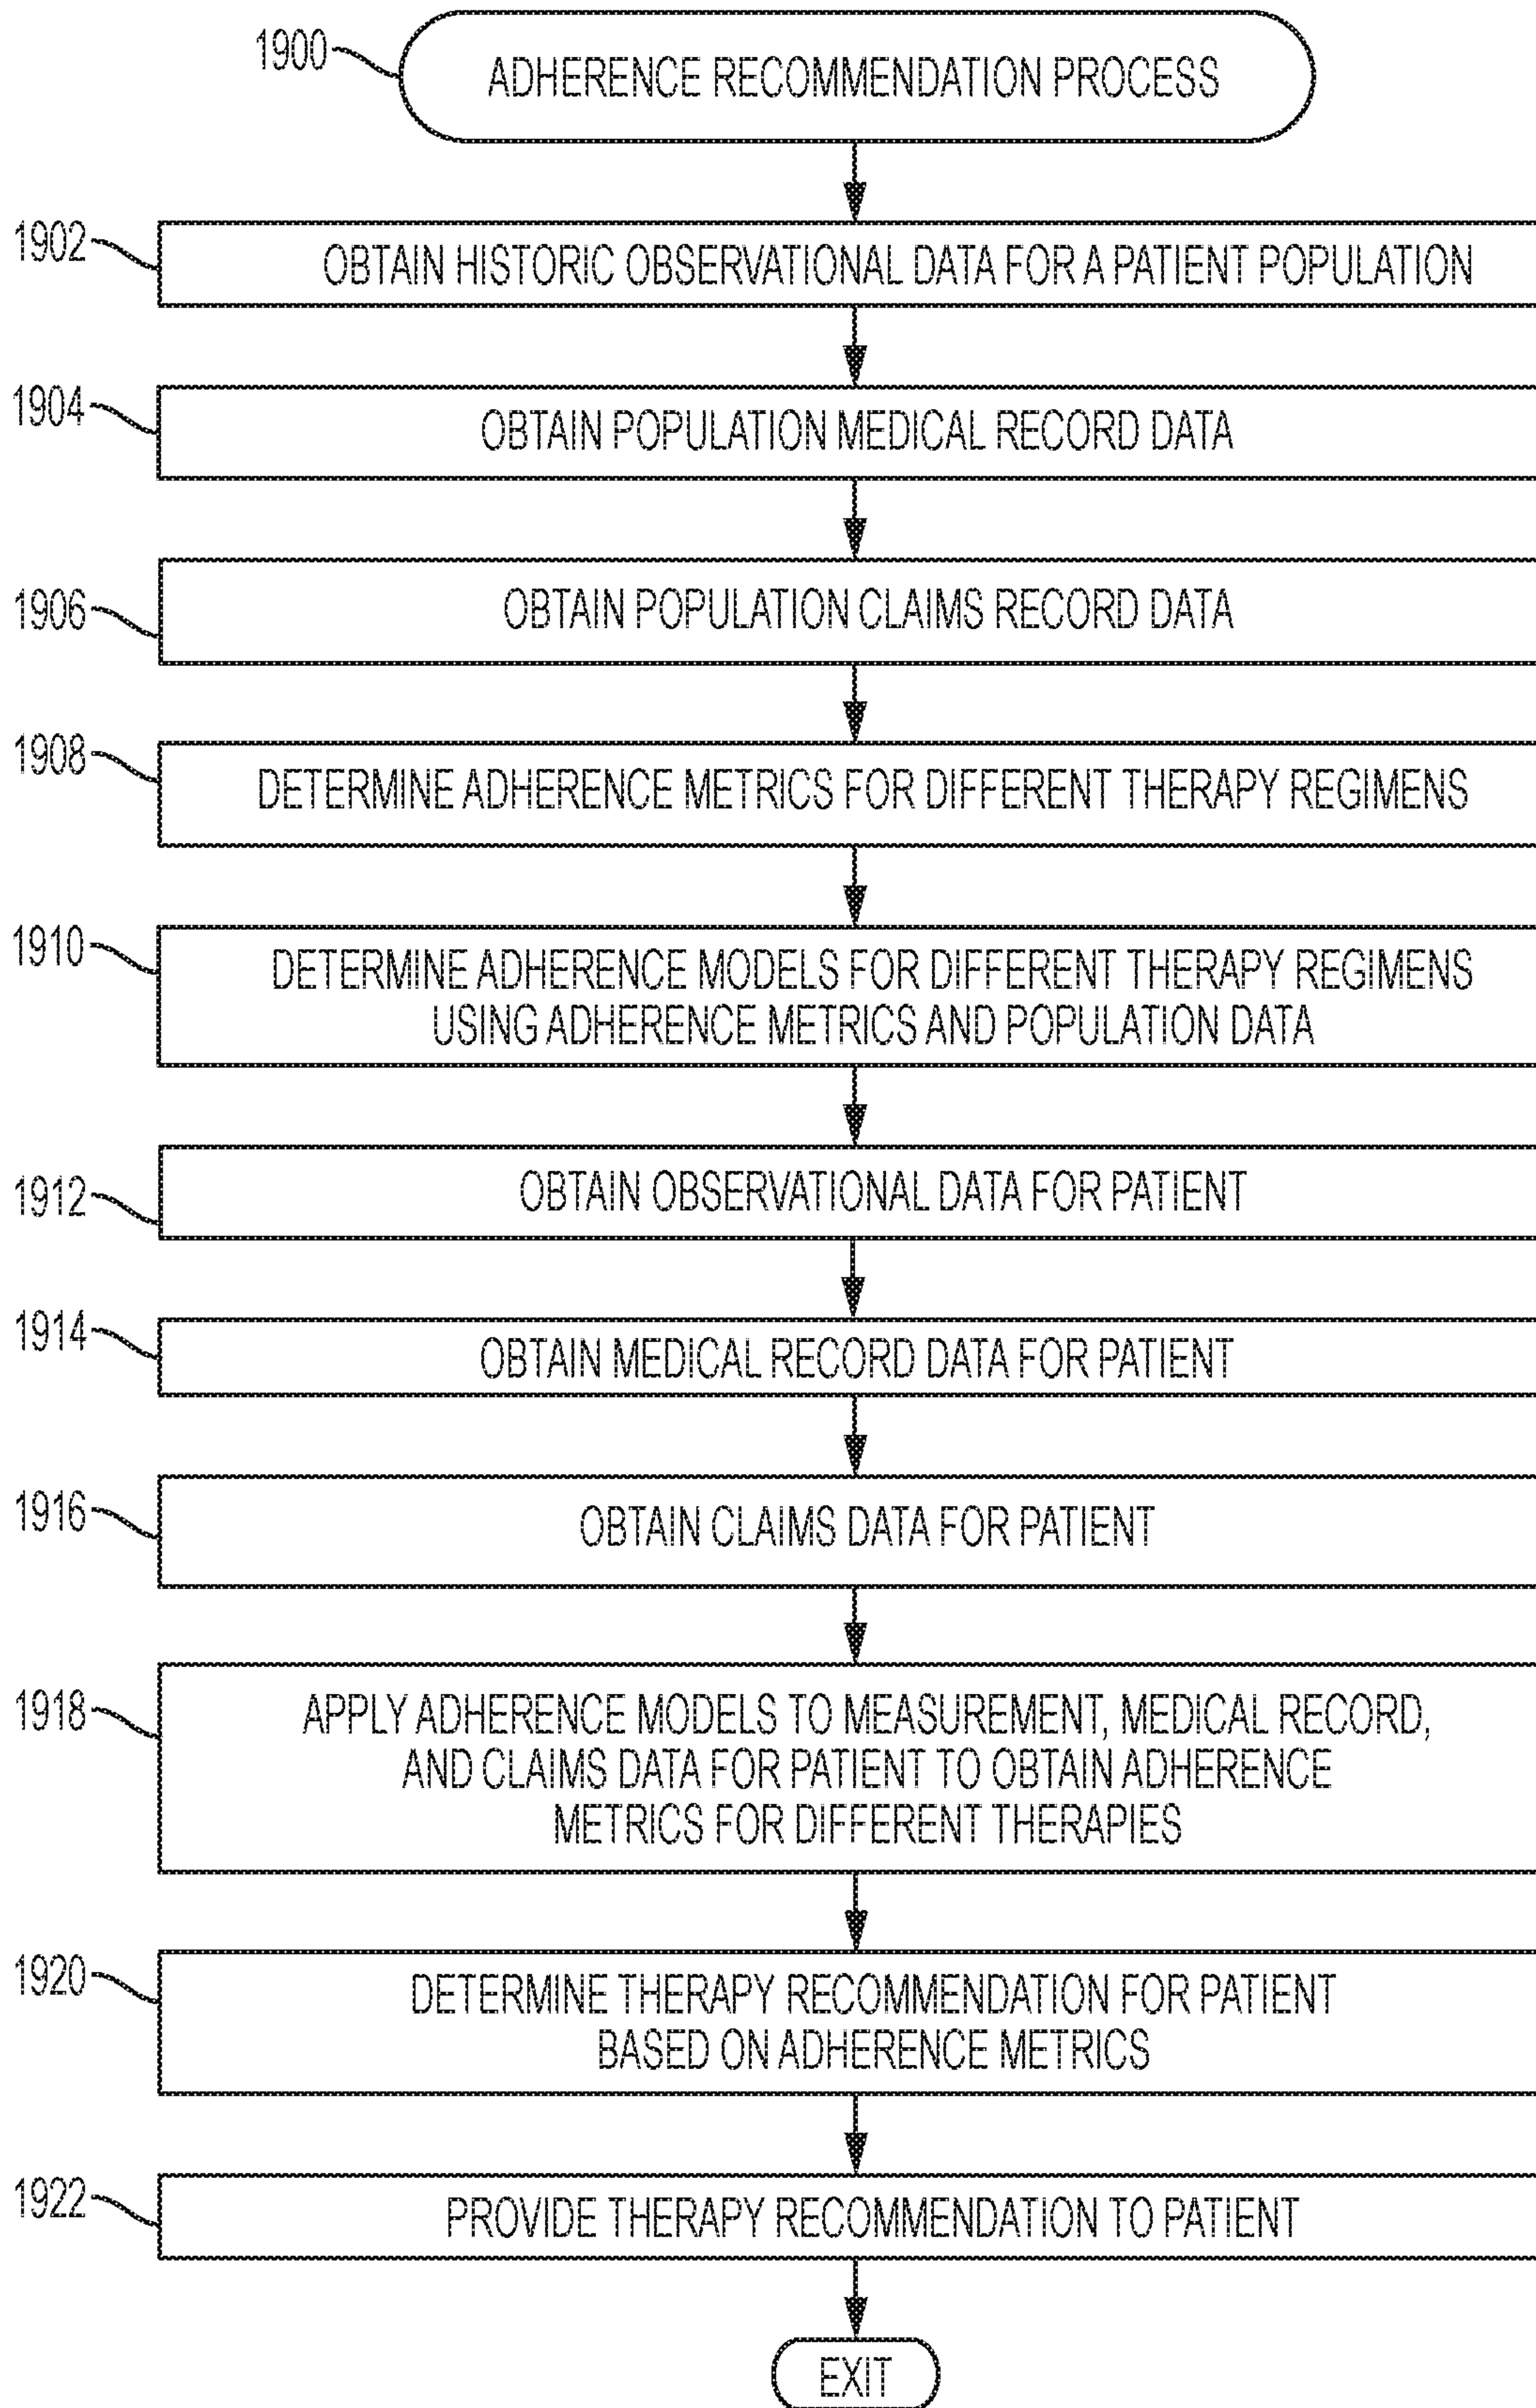 1900
ADHERENCE RECOMMENDATION PROCESS
1902
OBTAIN HISTORIC OBSERVATIONAL DATA FOR A PATIENT POPULATION
1904
OBTAIN POPULATION MEDICAL RECORD DATA
1906
OBTAIN POPULATION CLAIMS RECORD DATA
1908
DETERMINE ADHERENCE METRICS FOR DIFFERENT THERAPY REGIMENS
1910
DETERMINE ADHERENCE MODELS FOR DIFFERENT THERAPY REGIMENS
USING ADHERENCE METRICS AND POPULATION DATA
1912
OBTAIN OBSERVATIONAL DATA FOR PATIENT
1914
OBTAIN MEDICAL RECORD DATA FOR PATIENT
1916
OBTAIN CLAIMS DATA FOR PATIENT
1918
APPLY ADHERENCE MODELS TO MEASUREMENT, MEDICAL RECORD,
AND CLAIMS DATA FOR PATIENT TO OBTAIN ADHERENCE
METRICS FOR DIFFERENT THERAPIES
1920
DETERMINE THERAPY RECOMMENDATION FOR PATIENT
BASED ON ADHERENCE METRICS
1922
PROVIDE THERAPY RECOMMENDATION TO PATIENT
EXIT